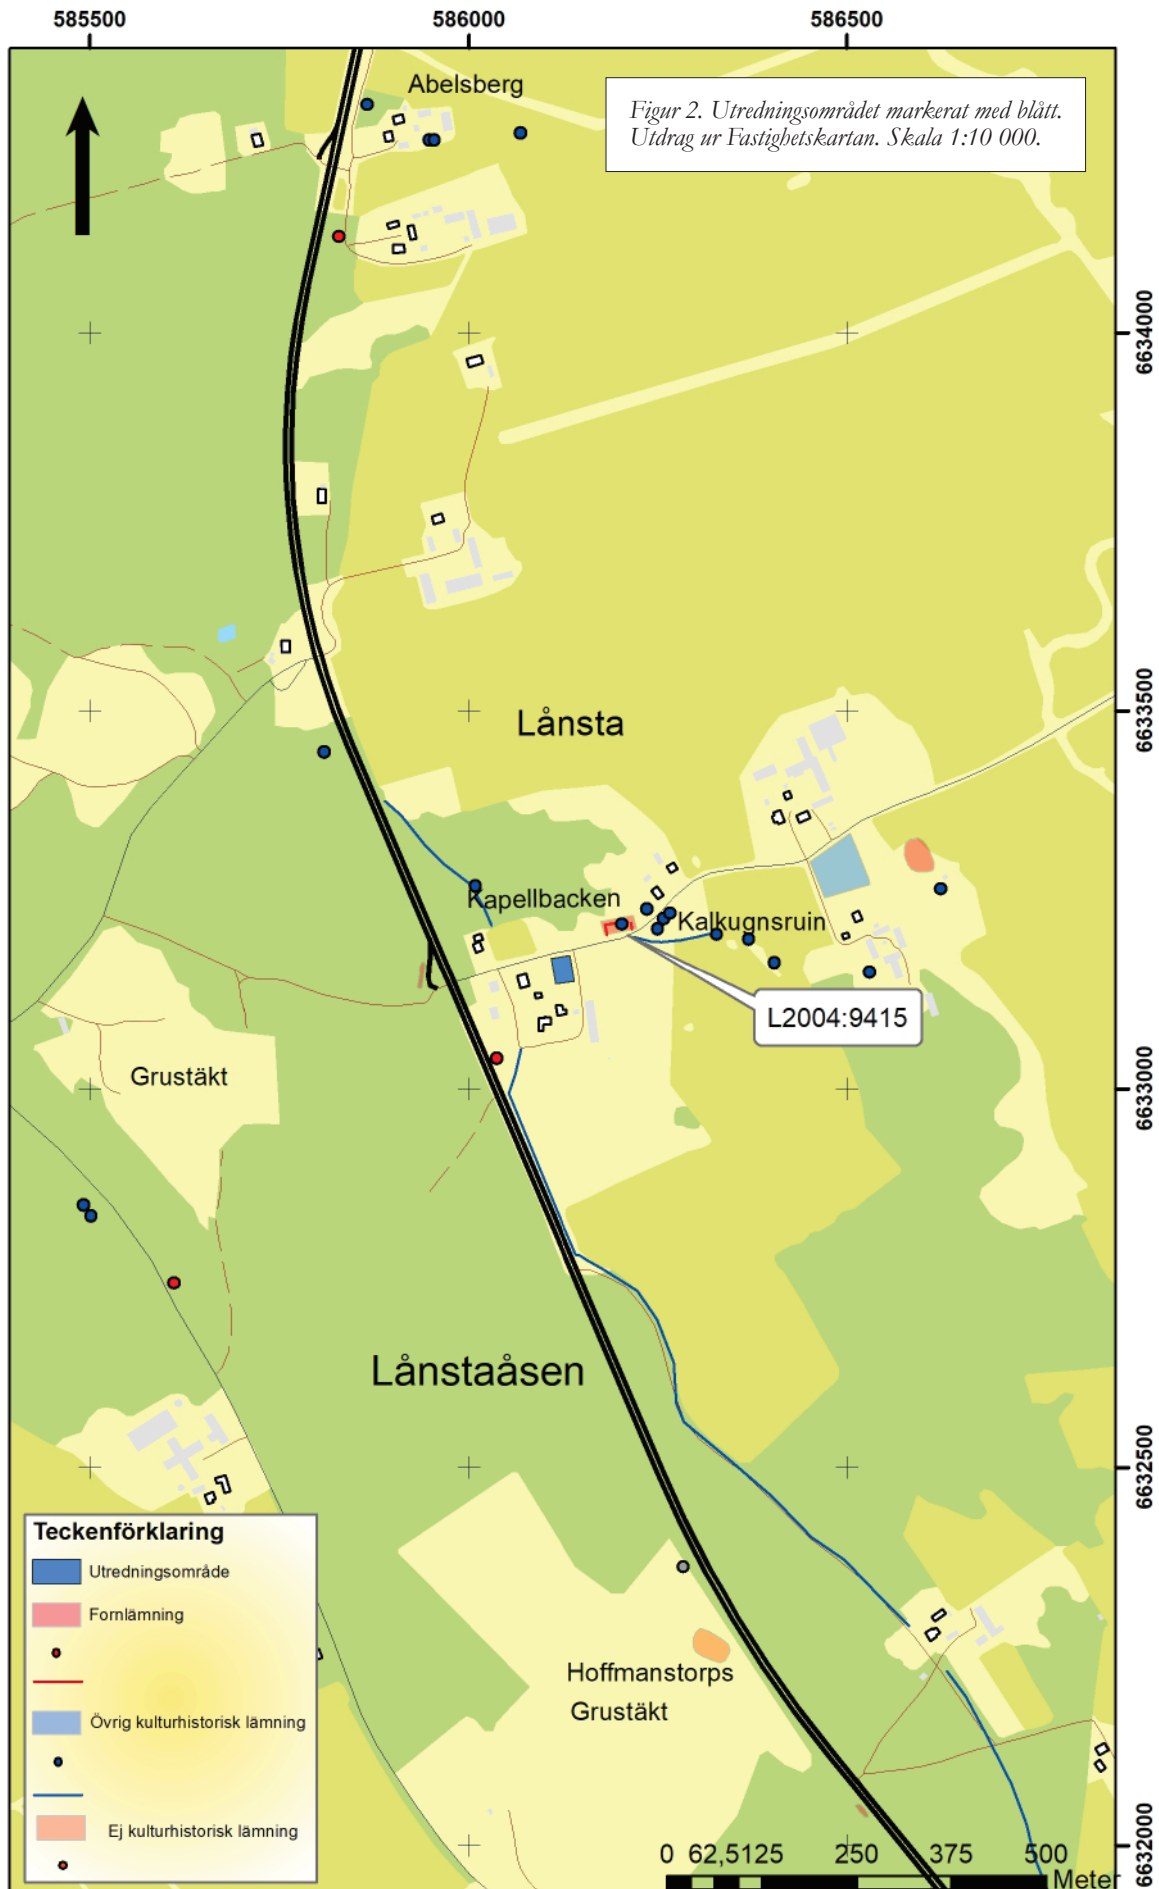 585500 586000 586500
Abelsberg
Figur 2. Utredningsområdet markerat med blått.
Utdrag ur Fastighetskartan. Skala 1:10 000.
6634000
6633500
Lånsta
Kapellbacken
Kalkugnsruin
L2004:9415
Grustäkt
6633000
Lånstaåsen
6632500
Teckenförklaring
Utredningsområde
Fornlämning
Övrig kulturhistorisk lämning
Ej kulturhistorisk lämning
Hoffmanstorps
Grustäkt
6632000
0 62,5125 250 375 500
Meter